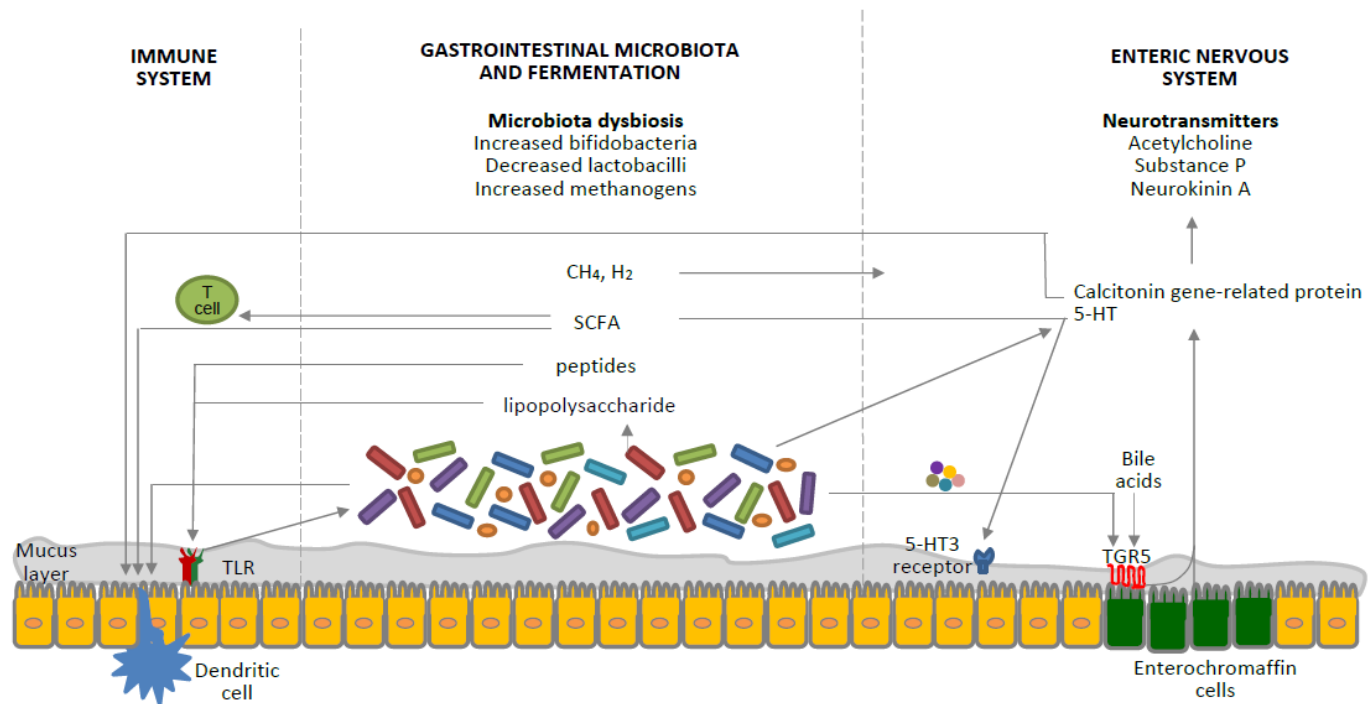 IMMUNE
SYSTEM
GASTROINTESTINAL MICROBIOTA
AND FERMENTATION
Microbiota dysbiosis
Increased bifidobacteria
Decreased lactobacilli
Increased methanogens
ENTERIC NERVOUS
SYSTEM
Neurotransmitters
Acetylcholine
Substance P
Neurokinin A
CH₄, H₂
T
cell
SCFA
Calcitonin gene-related protein
5-HT
peptides
lipopolysaccharide
Bile
acids
Mucus
layer
TLR
5-HT3
receptor
TGR5
Dendritic
cell
Enterochromaffin
cells